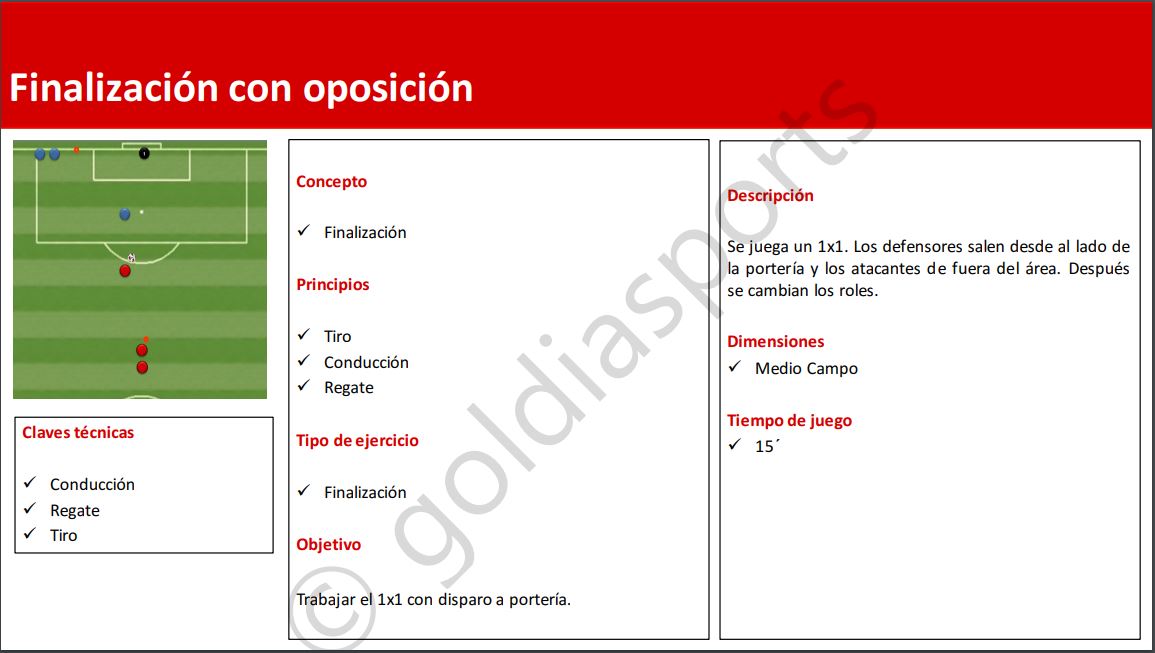 Finalización con oposición
Claves técnicas
✓ Conducción
✓ Regate
✓ Tiro
Concepto
✓ Finalización
Principios
✓ Tiro
✓ Conducción
✓ Regate
Tipo de ejercicio
✓ Finalización
Objetivo
Trabajar el 1x1 con disparo a portería.
Descripción
Se juega un 1x1. Los defensores salen desde al lado de
la portería y los atacantes de fuera del área. Después
se cambian los roles.
Dimensiones
✓ Medio Campo
Tiempo de juego
✓ 15´
© goldiasports